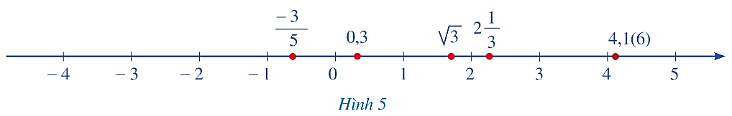 -3/5 0,3 √3 2 1/3 4,1(6)
-4 -3 -2 -1 0 1 2 3 4 5
Hình 5